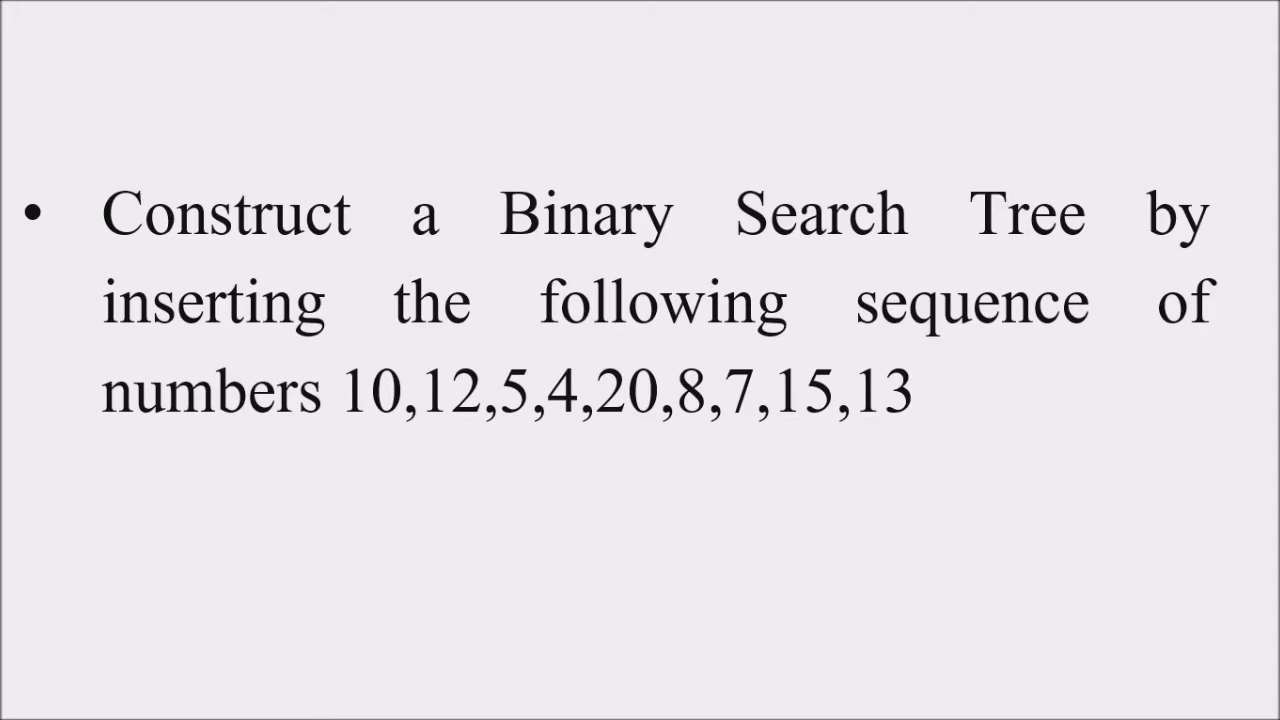 • Construct a Binary Search Tree by
inserting the following sequence of
numbers 10,12,5,4,20,8,7,15,13